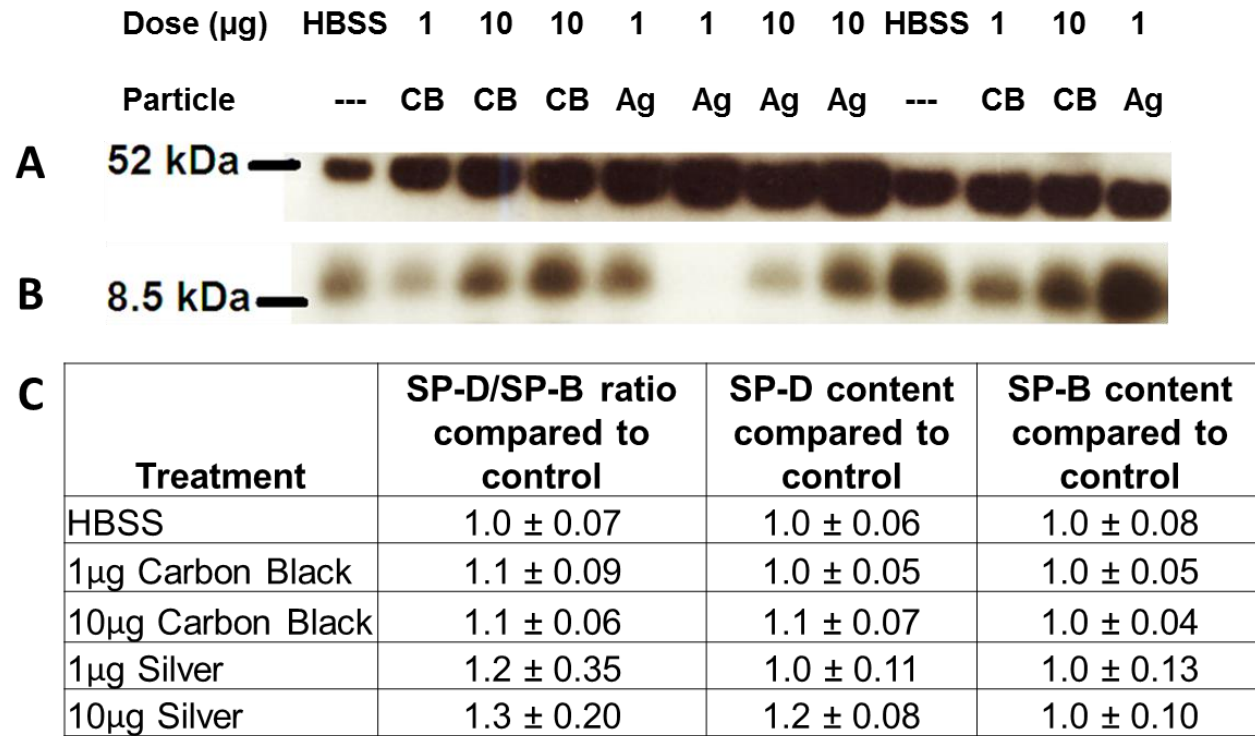 Dose (µg) HBSS 1 10 10 1 1 10 10 HBSS 1 10 1
Particle --- CB CB CB Ag Ag Ag Ag --- CB CB Ag
A 52 kDa
B 8.5 kDa
C
Treatment SP-D/SP-B ratio compared to control SP-D content compared to control SP-B content compared to control
HBSS 1.0 ± 0.07 1.0 ± 0.06 1.0 ± 0.08
1µg Carbon Black 1.1 ± 0.09 1.0 ± 0.05 1.0 ± 0.05
10µg Carbon Black 1.1 ± 0.06 1.1 ± 0.07 1.0 ± 0.04
1µg Silver 1.2 ± 0.35 1.0 ± 0.11 1.0 ± 0.13
10µg Silver 1.3 ± 0.20 1.2 ± 0.08 1.0 ± 0.10